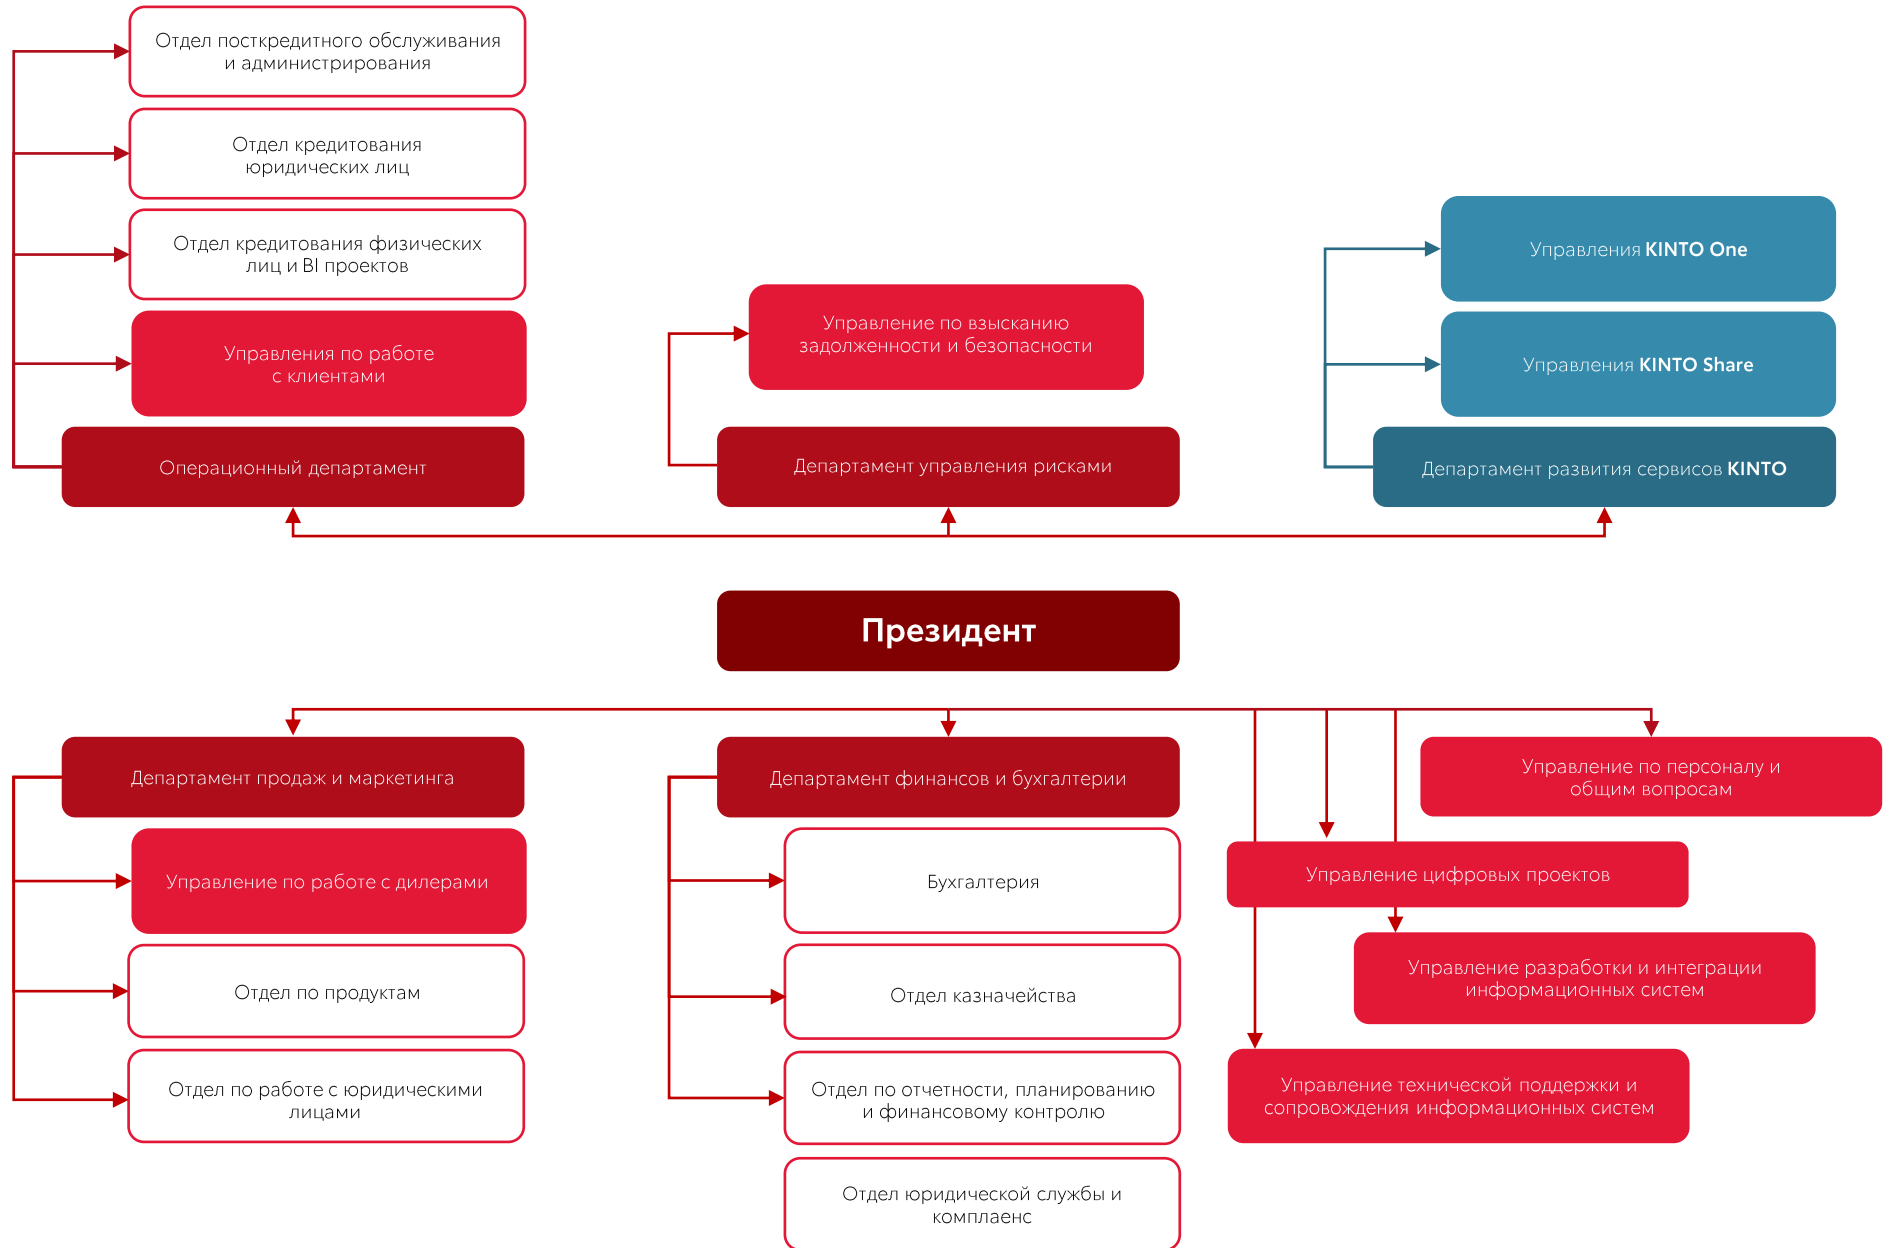 Отдел посткредитного обслуживания
и администрирования
Отдел кредитования
юридических лиц
Отдел кредитования физических
лиц и BI проектов
Управления по работе
с клиентами
Операционный департамент
Управление по взысканию
задолженности и безопасности
Департамент управления рисками
Управления KINTO One
Управления KINTO Share
Департамент развития сервисов KINTO
Президент
Департамент продаж и маркетинга
Управление по работе с дилерами
Отдел по продуктам
Отдел по работе с юридическими
лицами
Департамент финансов и бухгалтерии
Бухгалтерия
Отдел казначейства
Отдел по отчетности, планированию
и финансовому контролю
Отдел юридической службы и
комплаенс
Управление по персоналу и
общим вопросам
Управление цифровых проектов
Управление разработки и интеграции
информационных систем
Управление технической поддержки и
сопровождения информационных систем